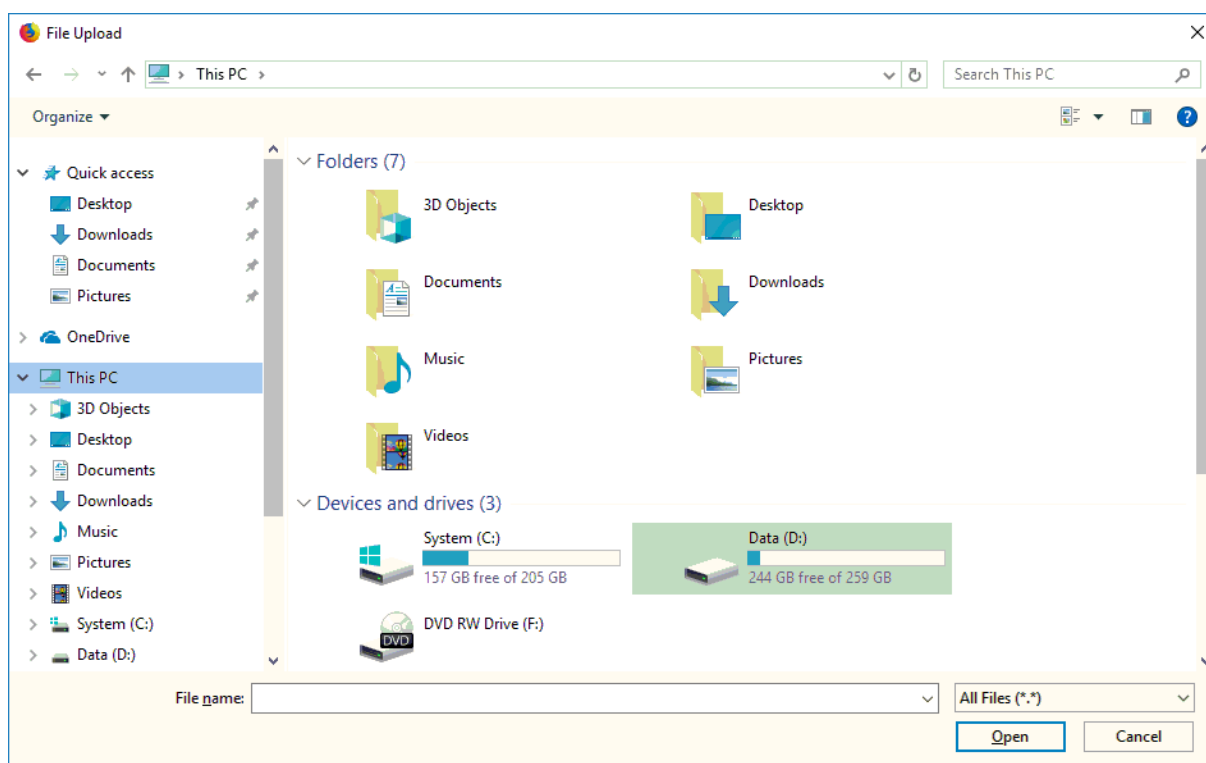 File Upload
This PC
Search This PC
Organize
Quick access
Desktop
Downloads
Documents
Pictures
OneDrive
This PC
3D Objects
Desktop
Documents
Downloads
Music
Pictures
Videos
System (C:)
Data (D:)
Folders (7)
3D Objects
Desktop
Documents
Downloads
Music
Pictures
Videos
Devices and drives (3)
System (C:)
157 GB free of 205 GB
Data (D:)
244 GB free of 259 GB
DVD
DVD RW Drive (F:)
File name:
All Files (*.*)
Open
Cancel